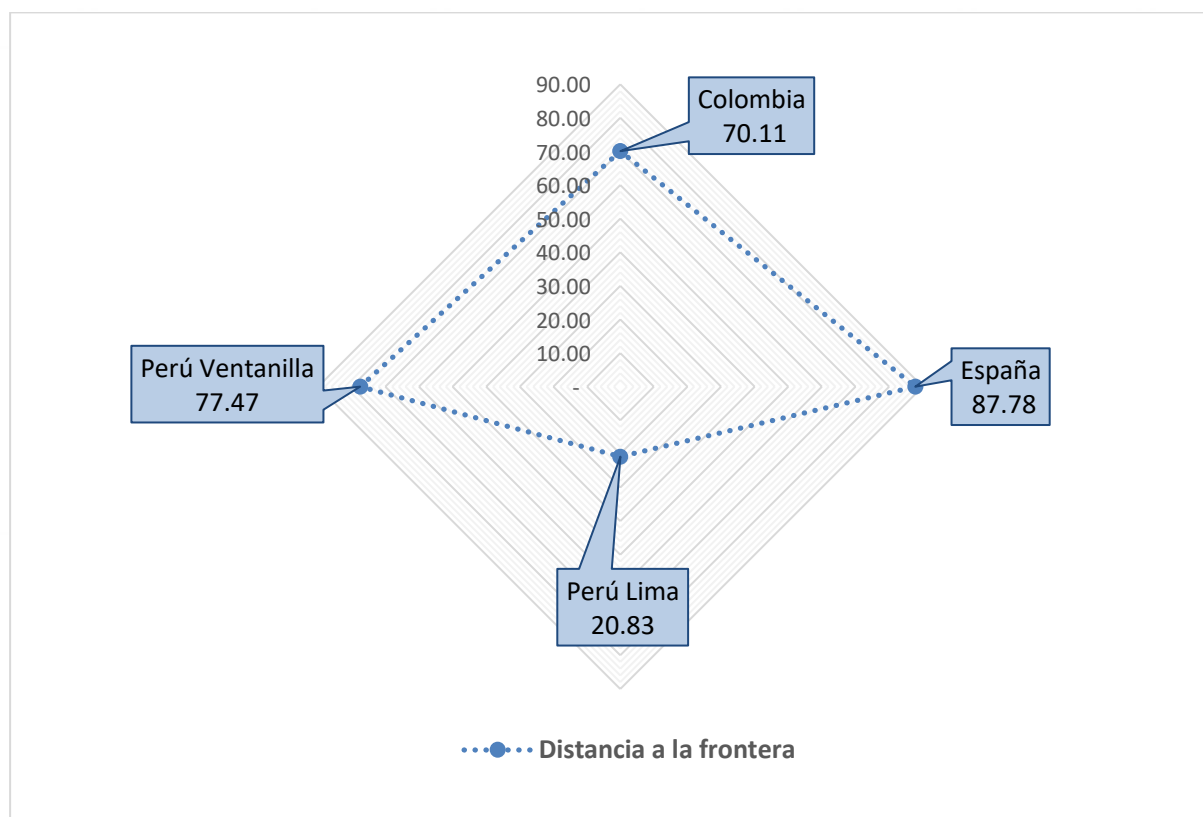 90.00
80.00
70.00
60.00
50.00
40.00
30.00
20.00
10.00
-
Colombia
70.11
España
87.78
Perú Lima
20.83
Perú Ventanilla
77.47
Distancia a la frontera